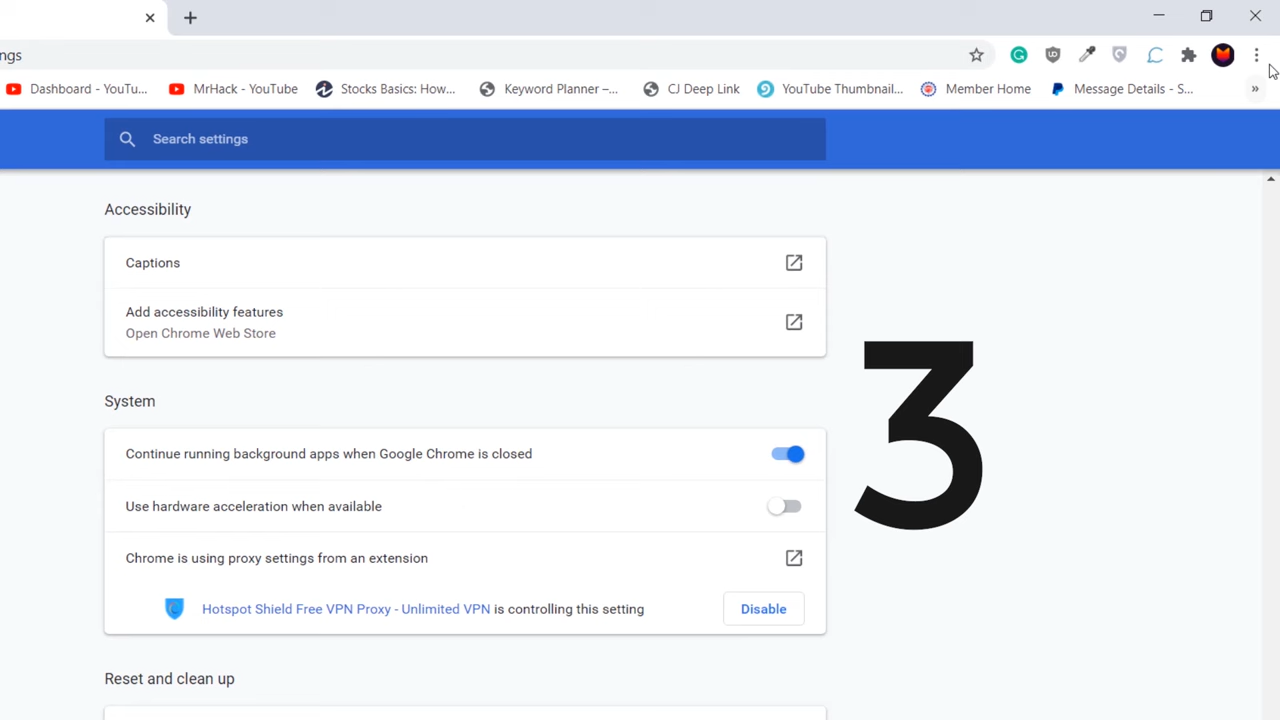 ngs
Dashboard - YouTu...
MrHack - YouTube
Stocks Basics: How...
Keyword Planner –...
CJ Deep Link
YouTube Thumbnail...
Member Home
Message Details - S...
»
Search settings
Accessibility
Captions
Add accessibility features
Open Chrome Web Store
3
System
Continue running background apps when Google Chrome is closed
Use hardware acceleration when available
Chrome is using proxy settings from an extension
Hotspot Shield Free VPN Proxy - Unlimited VPN is controlling this setting
Disable
Reset and clean up